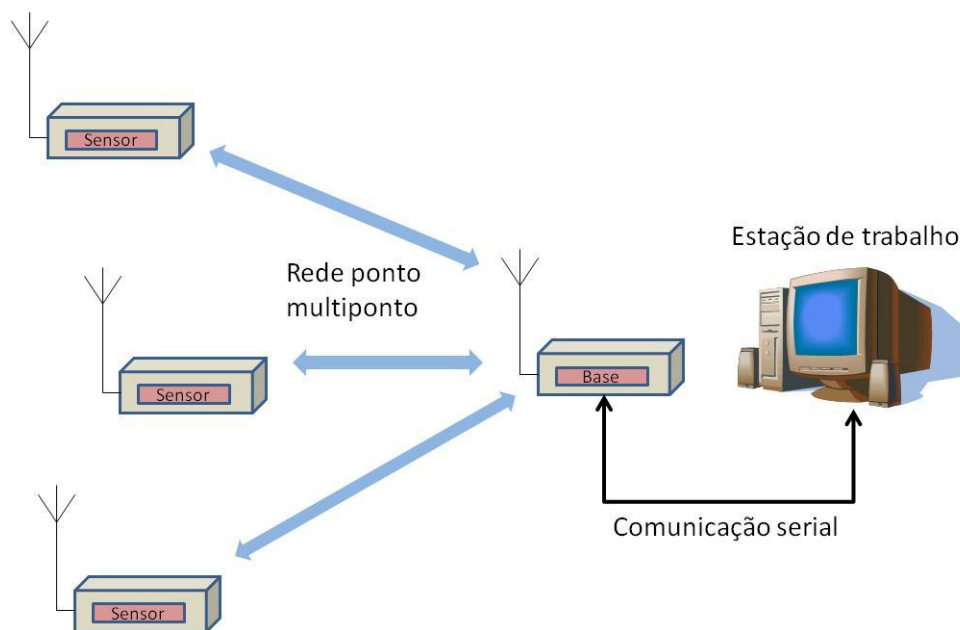 Sensor
Estação de trabalho
Rede ponto
multiponto
Sensor
Base
Comunicação serial
Sensor